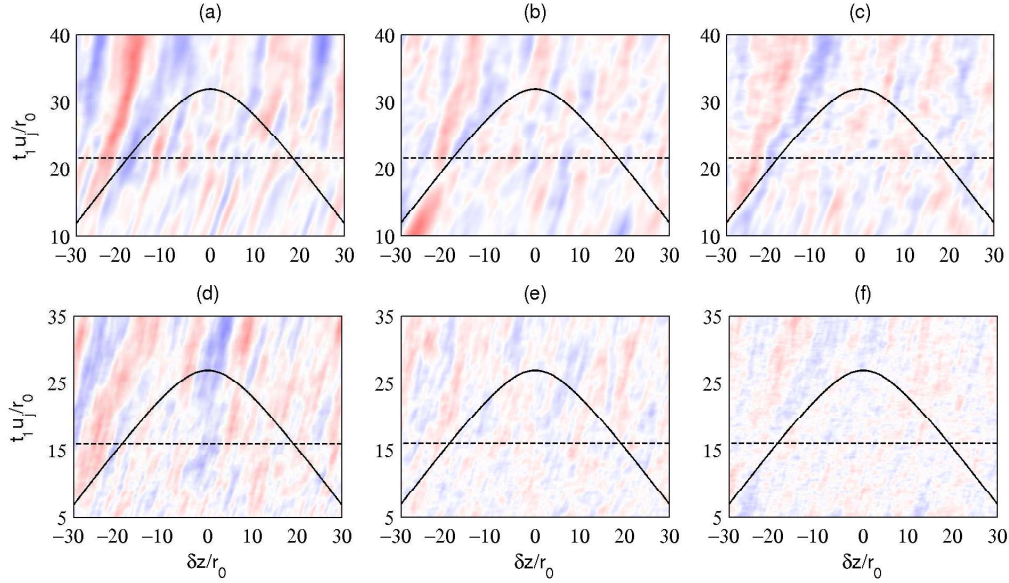 (a) (b) (c)
t₁uⱼ/r₀
40 40 40
30 30 30
20 20 20
10 10 10
−30 −20 −10 0 10 20 30 −30 −20 −10 0 10 20 30 −30 −20 −10 0 10 20 30
(d) (e) (f)
t₁uⱼ/r₀
35 35 35
25 25 25
15 15 15
5 5 5
−30 −20 −10 0 10 20 30 −30 −20 −10 0 10 20 30 −30 −20 −10 0 10 20 30
δz/r₀ δz/r₀ δz/r₀